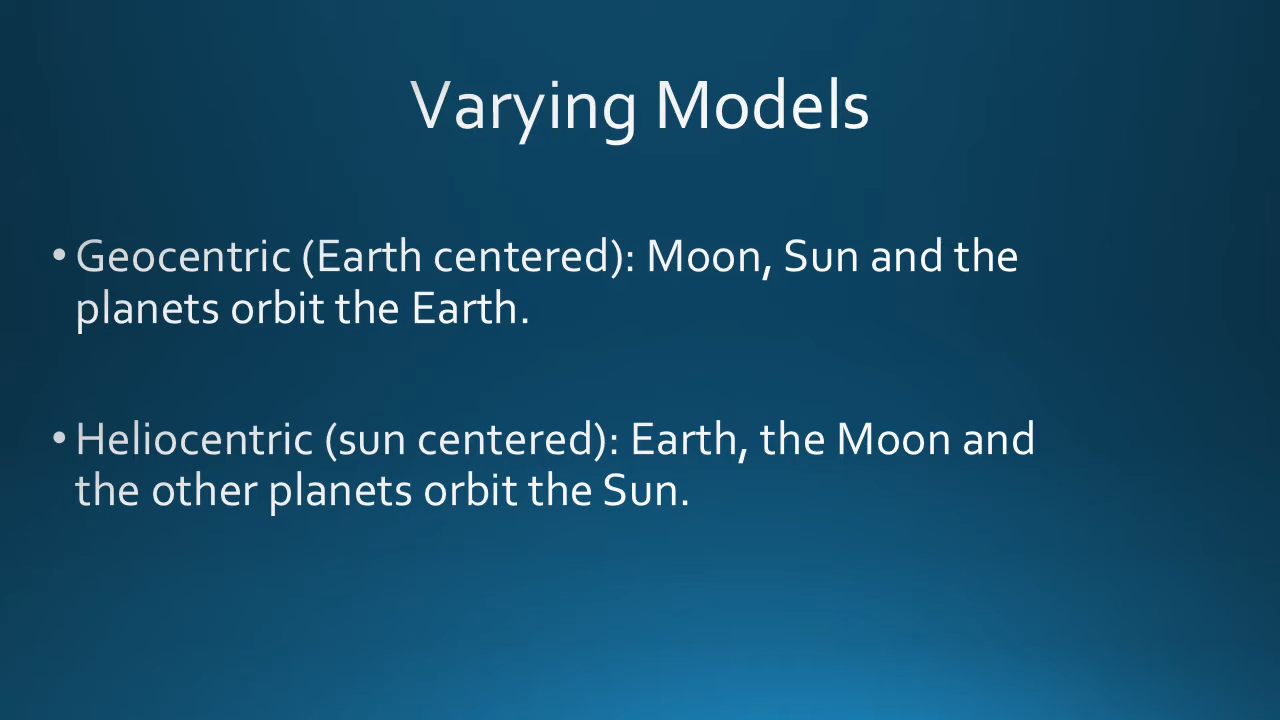 Varying Models
• Geocentric (Earth centered): Moon, Sun and the
planets orbit the Earth.
• Heliocentric (sun centered): Earth, the Moon and
the other planets orbit the Sun.